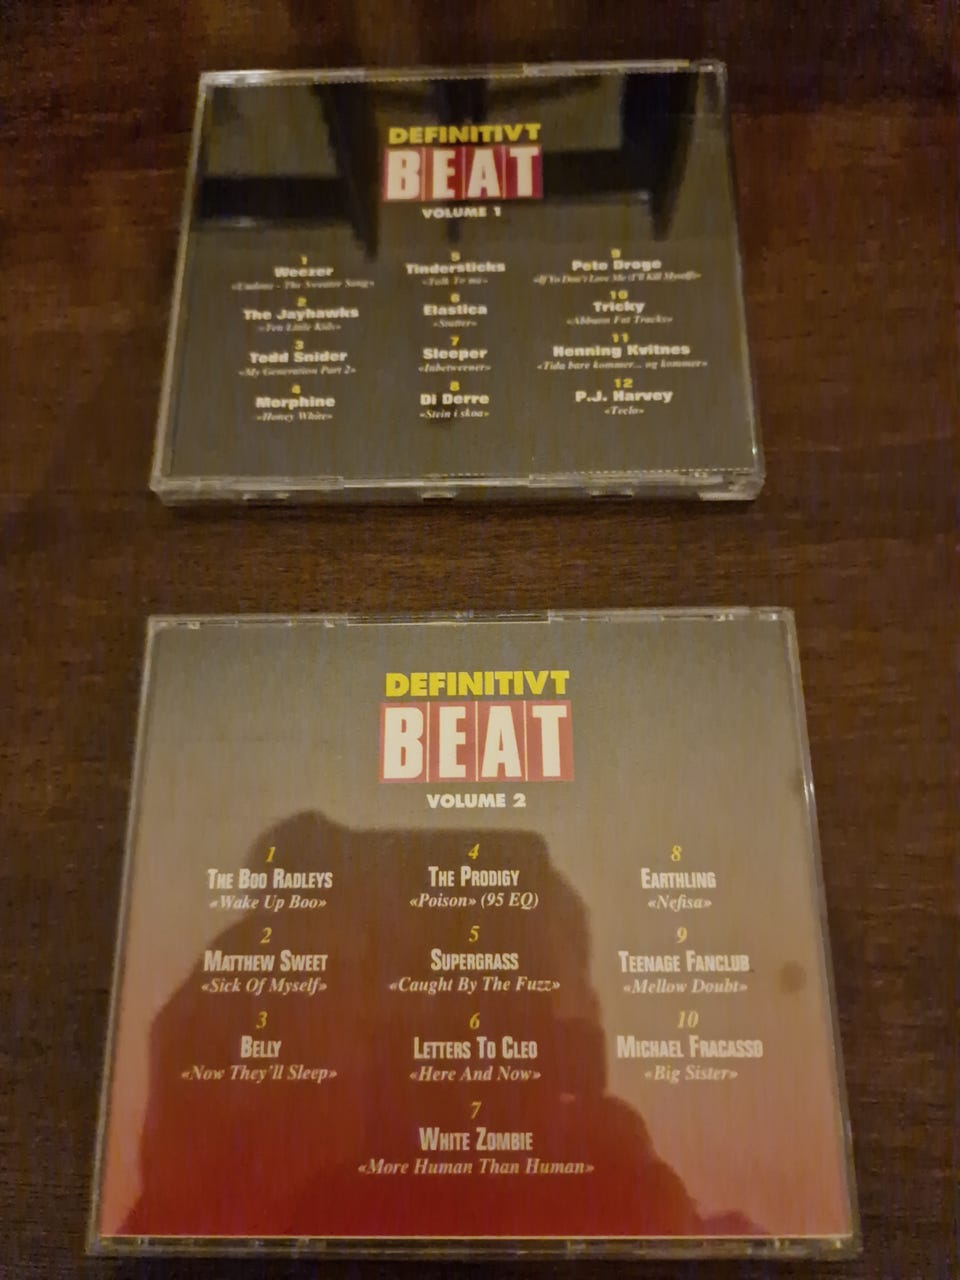 DEFINITIVT
BEAT
VOLUME 1
1
Weezer
«Undone - The Sweater Song»
2
The Jayhawks
«Ten Little Kids»
3
Todd Snider
«My Generation Part 2»
4
Morphine
«Honey White»
5
Tindersticks
«Talk To me»
6
Elastica
«Stutter»
7
Sleeper
«Inbetweener»
8
Di Derre
«Stein i skoa»
9
Pete Droge
«If Yo Don't Love Me (I'll Kill Myself)»
10
Tricky
«Abbaon Fat Tracks»
11
Henning Kvitnes
«Tida bare kommer... og kommer»
12
P.J. Harvey
«Teclo»
DEFINITIVT
BEAT
VOLUME 2
1
THE BOO RADLEYS
«Wake Up Boo»
2
MATTHEW SWEET
«Sick Of Myself»
3
BELLY
«Now They'll Sleep»
4
THE PRODIGY
«Poison» (95 EQ)
5
SUPERGRASS
«Caught By The Fuzz»
6
LETTERS TO CLEO
«Here And Now»
7
WHITE ZOMBIE
«More Human Than Human»
8
EARTHLING
«Nefisa»
9
TEENAGE FANCLUB
«Mellow Doubt»
10
MICHAEL FRACASSO
«Big Sister»